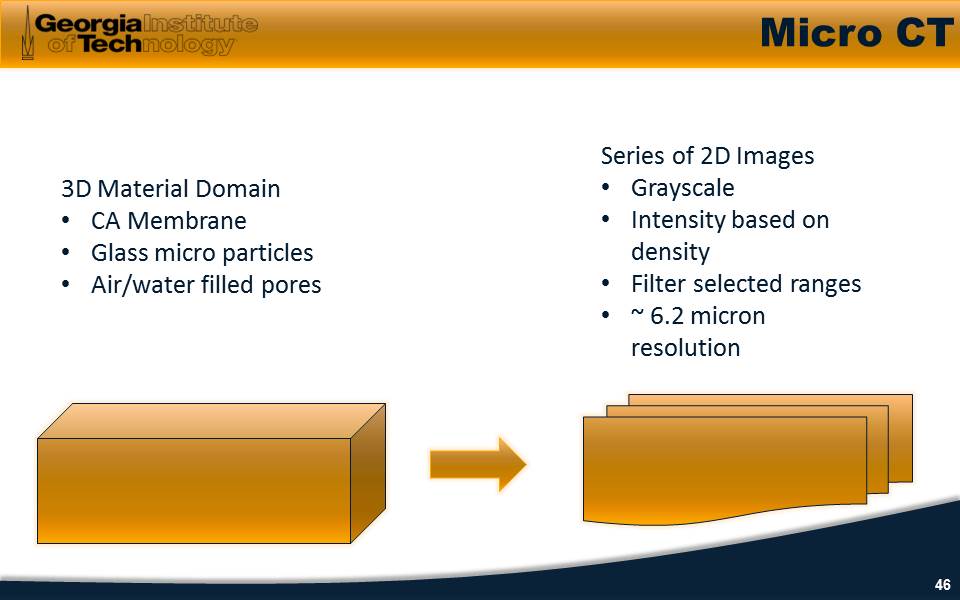 Georgia Institute
of Technology
Micro CT
3D Material Domain
• CA Membrane
• Glass micro particles
• Air/water filled pores
Series of 2D Images
• Grayscale
• Intensity based on
density
• Filter selected ranges
• ~ 6.2 micron
resolution
46